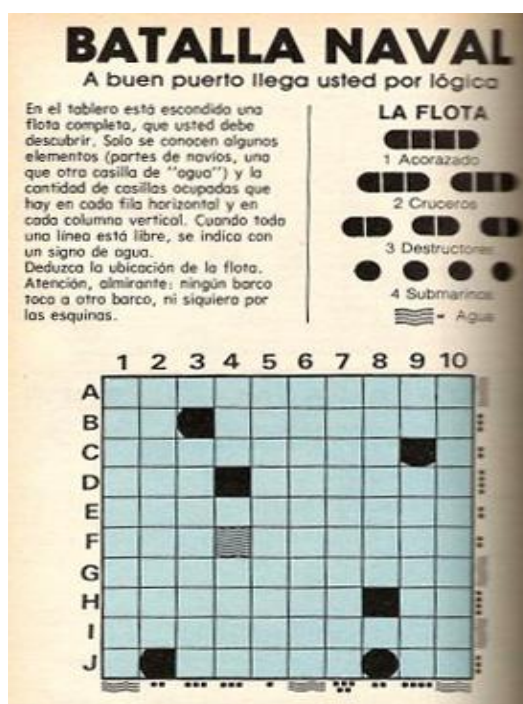 BATALLA NAVAL
A buen puerto llega usted por lógica
En el tablero está escondida una
flota completa, que usted debe
descubrir. Solo se conocen algunos
elementos (partes de navíos, una
que otra casilla de "agua") y la
cantidad de casillas ocupadas que
hay en cada fila horizontal y en
cada columna vertical. Cuando toda
una línea está libre, se indica con
un signo de agua.
Deduzca la ubicación de la flota.
Atención, almirante: ningún barco
toca a otro barco, ni siquiera por
las esquinas.
LA FLOTA
1 Acorazado
2 Cruceros
3 Destructores
4 Submarinos
= Agua
1 2 3 4 5 6 7 8 9 10
A
B
C
D
E
F
G
H
I
J